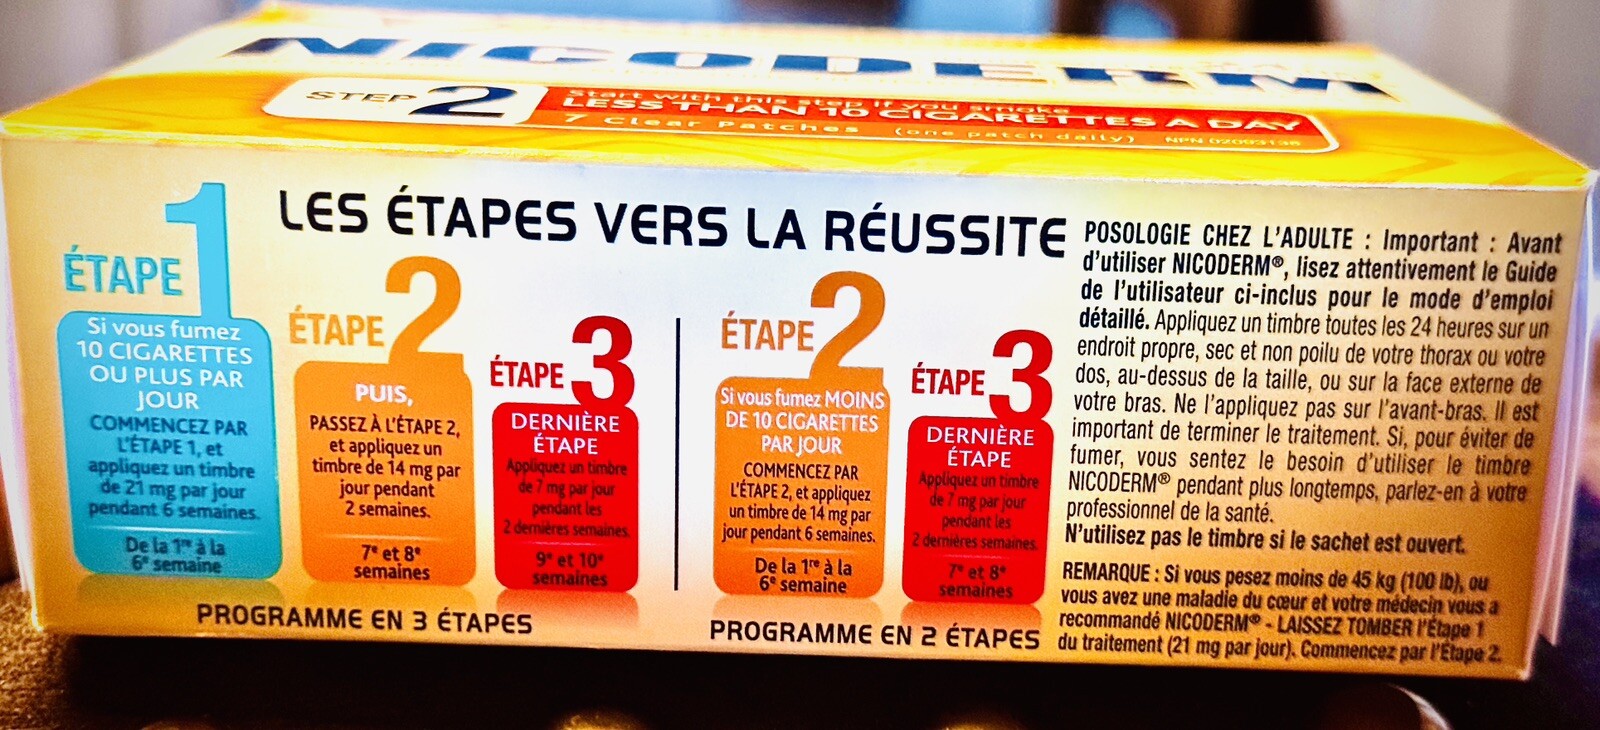 NICODERM
STEP 2
Start with this step if you smoke
LESS THAN 10 CIGARETTES A DAY
7 Clear Patches (one patch daily) NPN 02093136
LES ÉTAPES VERS LA RÉUSSITE
ÉTAPE 1
Si vous fumez
10 CIGARETTES
OU PLUS PAR
JOUR
COMMENCEZ PAR
L'ÉTAPE 1, et
appliquez un timbre
de 21 mg par jour
pendant 6 semaines.
De la 1re à la
6e semaine
ÉTAPE 2
PUIS,
PASSEZ À L'ÉTAPE 2,
et appliquez un
timbre de 14 mg par
jour pendant
2 semaines.
7e et 8e
semaines
ÉTAPE 3
DERNIÈRE
ÉTAPE
Appliquez un timbre
de 7 mg par jour
pendant les
2 dernières semaines.
9e et 10e
semaines
PROGRAMME EN 3 ÉTAPES
ÉTAPE 2
Si vous fumez MOINS
DE 10 CIGARETTES
PAR JOUR
COMMENCEZ PAR
L'ÉTAPE 2, et appliquez
un timbre de 14 mg par
jour pendant 6 semaines.
De la 1re à la
6e semaine
ÉTAPE 3
DERNIÈRE
ÉTAPE
Appliquez un timbre
de 7 mg par jour
pendant les
2 dernières semaines.
7e et 8e
semaines
PROGRAMME EN 2 ÉTAPES
POSOLOGIE CHEZ L'ADULTE : Important : Avant
d'utiliser NICODERM®, lisez attentivement le Guide
de l'utilisateur ci-inclus pour le mode d'emploi
détaillé. Appliquez un timbre toutes les 24 heures sur un
endroit propre, sec et non poilu de votre thorax ou votre
dos, au-dessus de la taille, ou sur la face externe de
votre bras. Ne l'appliquez pas sur l'avant-bras. Il est
important de terminer le traitement. Si, pour éviter de
fumer, vous sentez le besoin d'utiliser le timbre
NICODERM® pendant plus longtemps, parlez-en à votre
professionnel de la santé.
N'utilisez pas le timbre si le sachet est ouvert.
REMARQUE : Si vous pesez moins de 45 kg (100 lb), ou
vous avez une maladie du cœur et votre médecin vous a
recommandé NICODERM® - LAISSEZ TOMBER l'Étape 1
du traitement (21 mg par jour). Commencez par l'Étape 2.